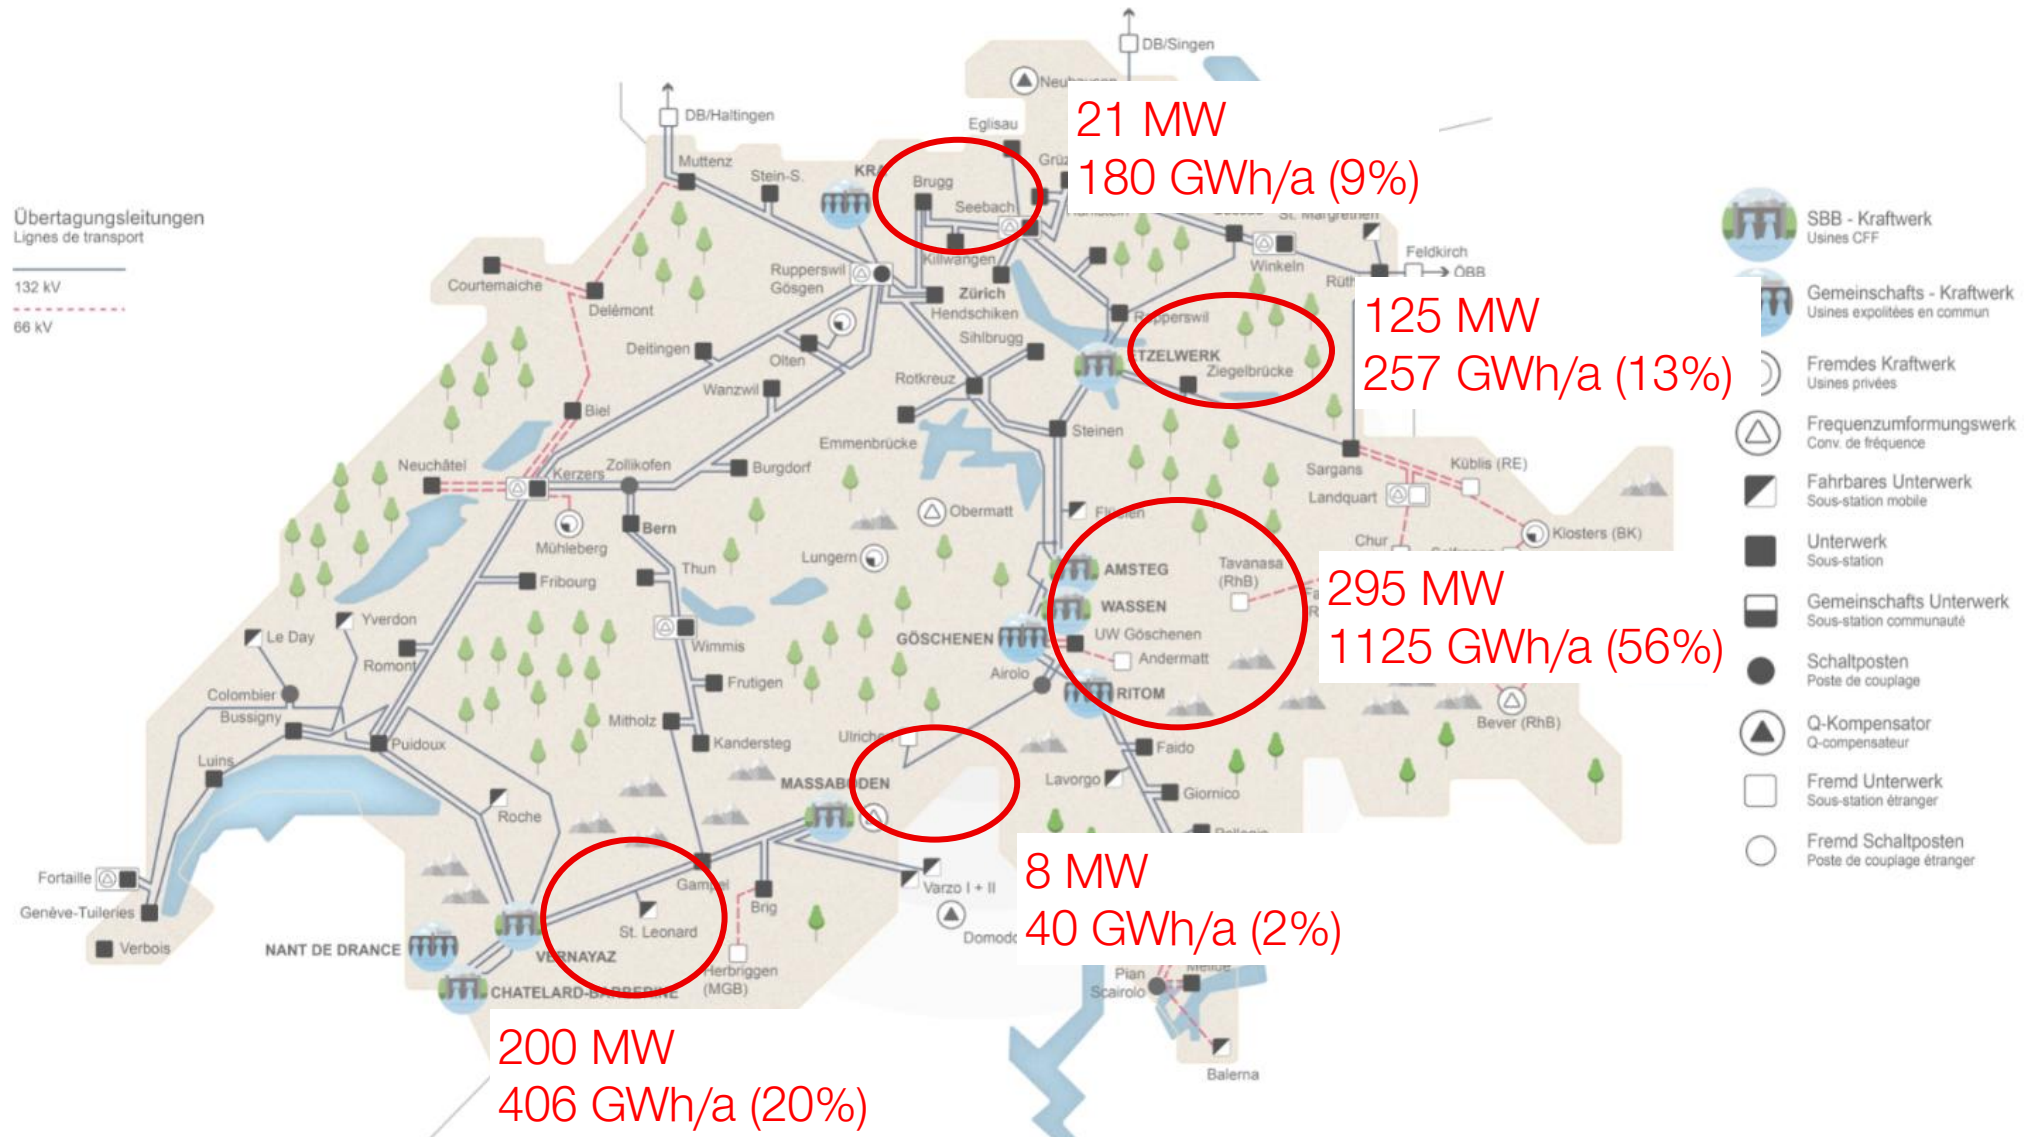 DB/Singen
DB/Haltingen
Eglisau
21 MW
180 GWh/a (9%)
Muttenz
Stein-S.
Brugg
Seebach
Killwangen
Winkeln
Feldkirch
ÖBB
Übertagungsleitungen
Lignes de transport
132 kV
66 kV
Courtemaiche
Delémont
Rupperswil
Gösgen
Zürich
Hendschiken
Sihlbrugg
Rapperswil
125 MW
257 GWh/a (13%)
Deitingen
Olten
Wanzwil
Rotkreuz
ETZELWERK
Ziegelbrücke
Biel
Emmenbrücke
Steinen
Neuchâtel
Kerzers
Zollikofen
Burgdorf
Sargans
Küblis (RE)
Landquart
Bern
Mühleberg
Obermatt
Flüelen
Lungern
Chur
Klosters (BK)
Fribourg
Thun
AMSTEG
Tavanasa
(RhB)
295 MW
1125 GWh/a (56%)
WASSEN
Yverdon
Le Day
Romont
Wimmis
GÖSCHENEN
UW Göschenen
Andermatt
Airolo
RITOM
Colombier
Bussigny
Frutigen
Mitholz
Kandersteg
Ulrichen
Bever (RhB)
Puidoux
Luins
Faido
Lavorgo
Giornico
MASSABODEN
Roche
8 MW
40 GWh/a (2%)
Fortaille
Genève-Tuileries
Verbois
Gampel
Brig
Varzo I + II
St. Leonard
NANT DE DRANCE
VERNAYAZ
Herbriggen
(MGB)
CHATELARD-BARBERINE
Pian
Scairolo
Balerna
200 MW
406 GWh/a (20%)
SBB - Kraftwerk
Usines CFF
Gemeinschafts - Kraftwerk
Usines expolitées en commun
Fremdes Kraftwerk
Usines privées
Frequenzumformungswerk
Conv. de fréquence
Fahrbares Unterwerk
Sous-station mobile
Unterwerk
Sous-station
Gemeinschafts Unterwerk
Sous-station communauté
Schaltposten
Poste de couplage
Q-Kompensator
Q-compensateur
Fremd Unterwerk
Sous-station étranger
Fremd Schaltposten
Poste de couplage étranger